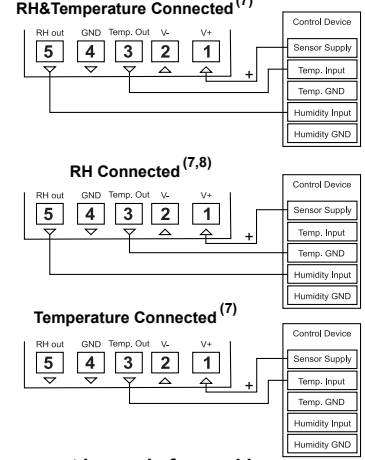 RH&Temperature Connected (7)
RH out GND Temp. Out V- V+
5 4 3 2 1
+
Control Device
Sensor Supply
Temp. Input
Temp. GND
Humidity Input
Humidity GND
RH Connected (7,8)
RH out GND Temp. Out V- V+
5 4 3 2 1
+
Control Device
Sensor Supply
Temp. Input
Temp. GND
Humidity Input
Humidity GND
Temperature Connected (7)
RH out GND Temp. Out V- V+
5 4 3 2 1
+
Control Device
Sensor Supply
Temp. Input
Temp. GND
Humidity Input
Humidity GND